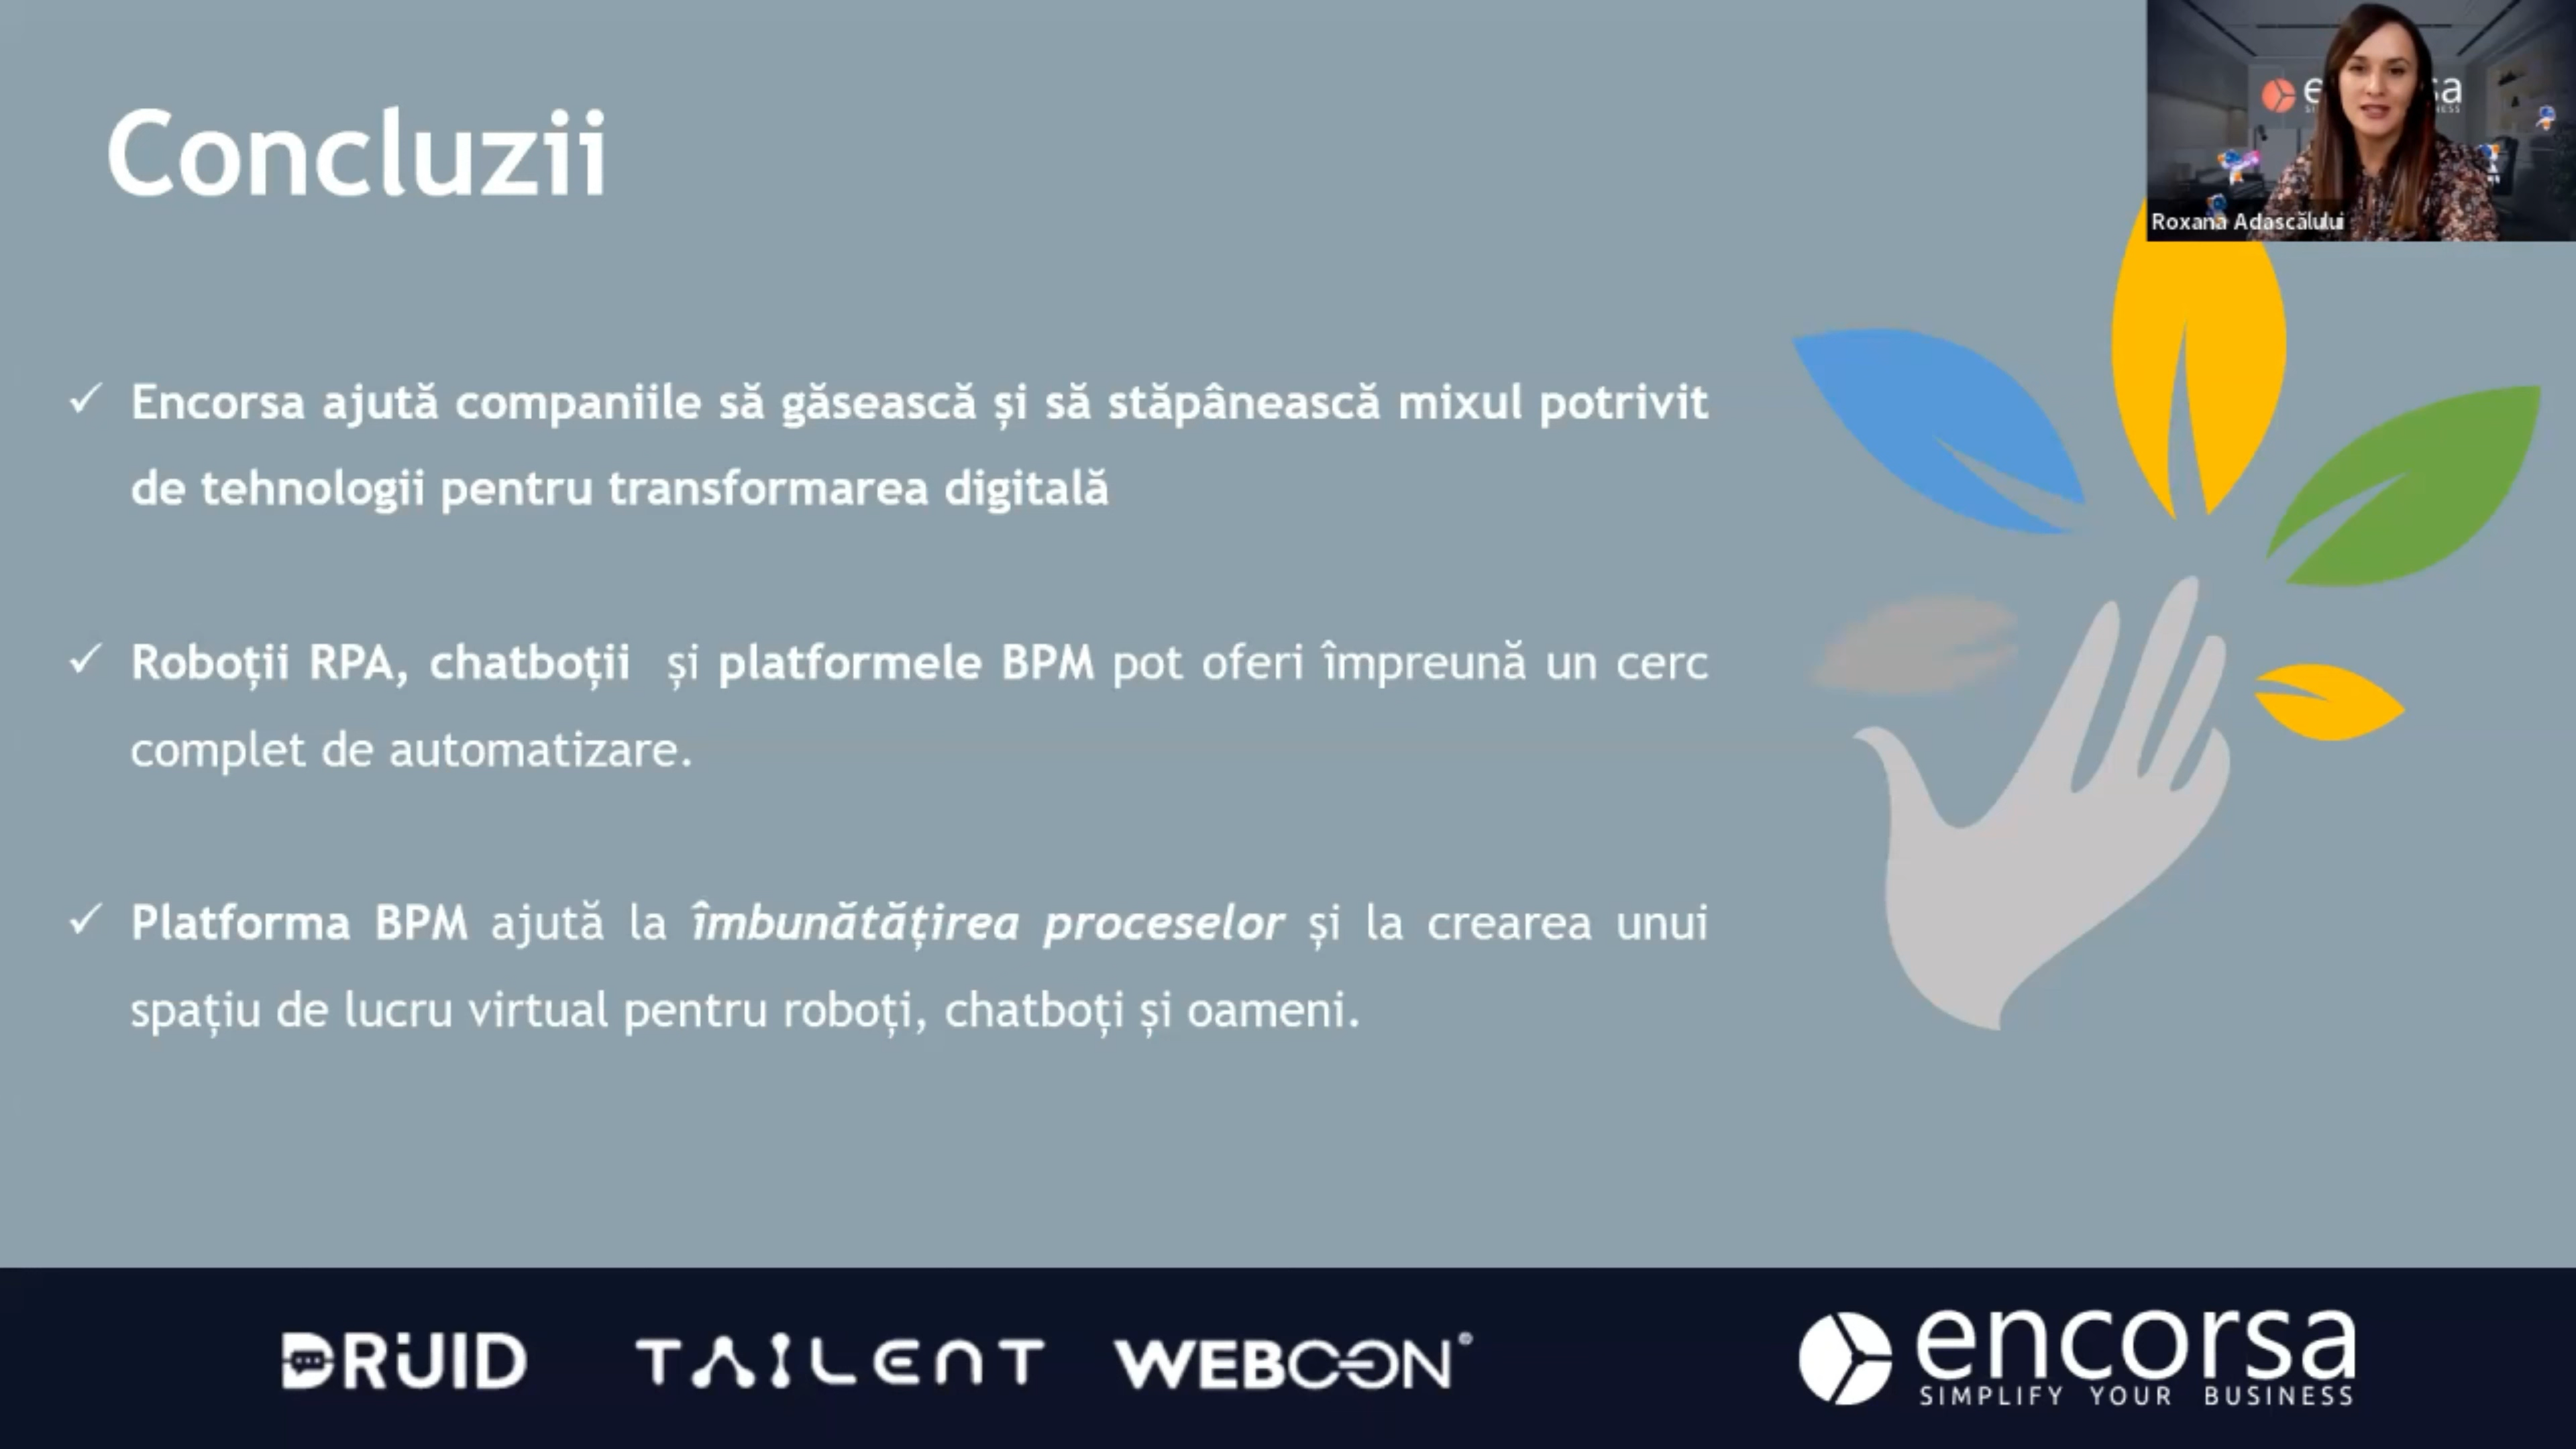 Concluzii
Roxana Adascălului
✓ Encorsa ajută companiile să găsească și să stăpânească mixul potrivit
de tehnologii pentru transformarea digitală
✓ Roboții RPA, chatboții și platformele BPM pot oferi împreună un cerc
complet de automatizare.
✓ Platforma BPM ajută la îmbunătățirea proceselor și la crearea unui
spațiu de lucru virtual pentru roboți, chatboți și oameni.
DRUID TAILENT WEBCON® encorsa
SIMPLIFY YOUR BUSINESS